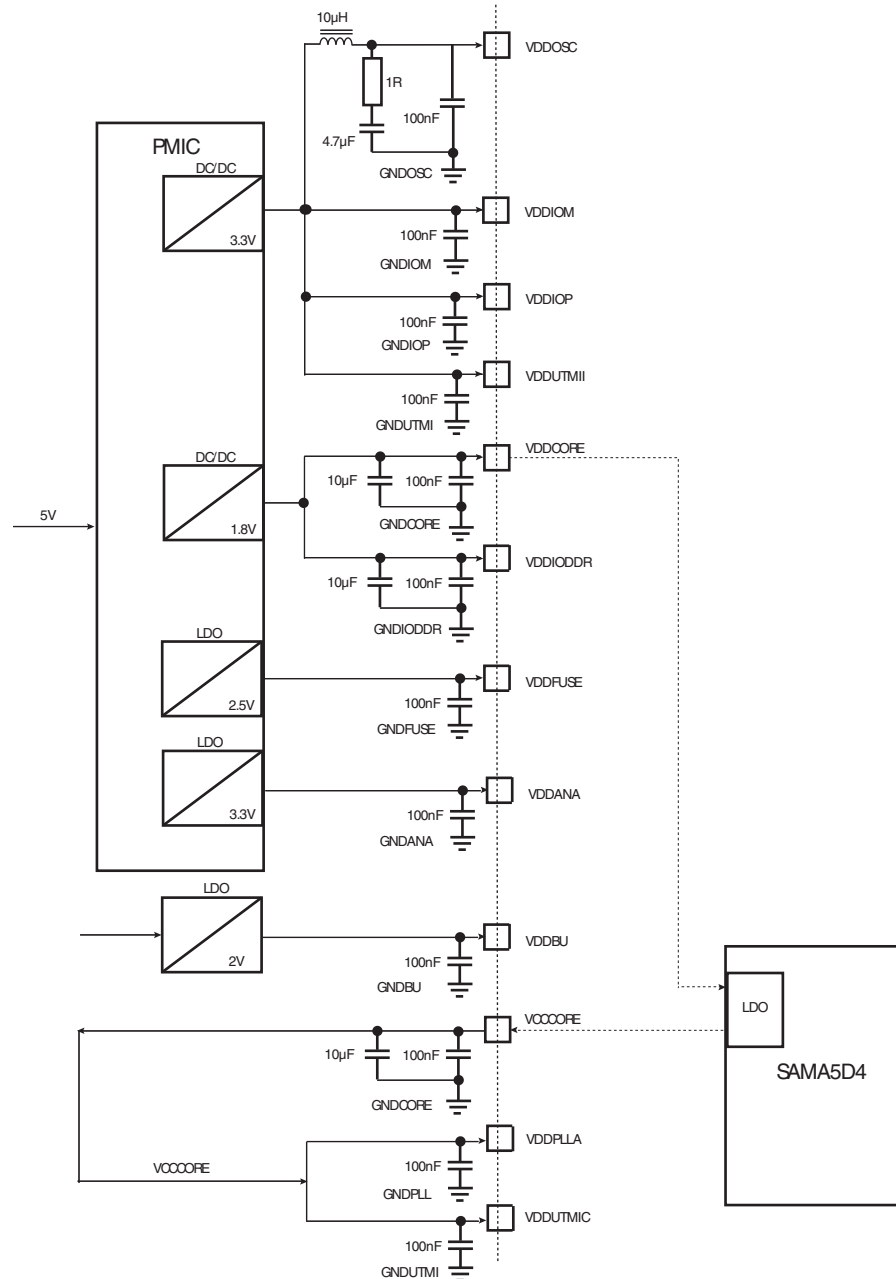 10µH
VDDOSC
1R
100nF
4.7µF
GNDOSC
PMIC
DC/DC
3.3V
VDDIOM
100nF
GNDIOM
VDDIOP
100nF
GNDIOP
VDDUTMII
100nF
GNDUTMI
VDDCORE
DC/DC
1.8V
10µF
100nF
GNDCORE
5V
VDDIODDR
10µF
100nF
GNDIODDR
LDO
2.5V
VDDFUSE
100nF
GNDFUSE
LDO
3.3V
VDDANA
100nF
GNDANA
LDO
2V
VDDBU
100nF
GNDBU
VCCCORE
LDO
SAMA5D4
10µF
100nF
GNDCORE
VDDPLLA
VCCCORE
100nF
GNDPLL
VDDUTMIC
100nF
GNDUTMI